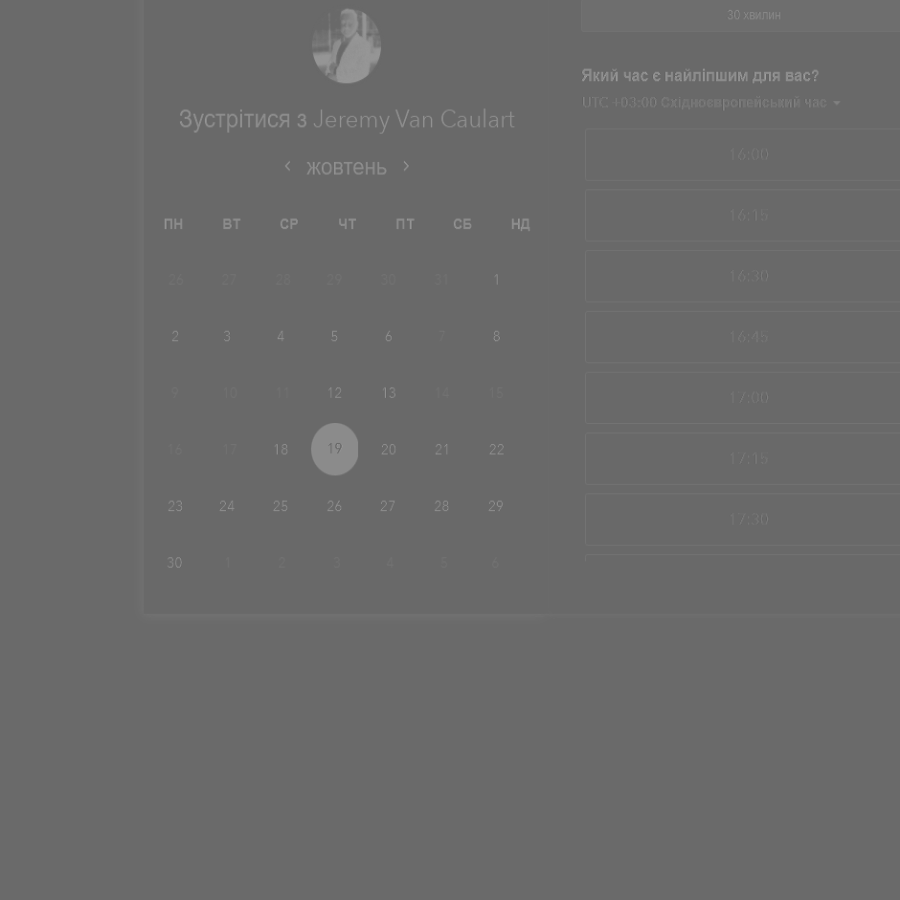 30 хвилин
Який час є найліпшим для вас?
UTC +03:00 Східноєвропейський час
Зустрітися з Jeremy Van Caulart
жовтень
ПН ВТ СР ЧТ ПТ СБ НД
26 27 28 29 30 31 1
2 3 4 5 6 7 8
9 10 11 12 13 14 15
16 17 18 19 20 21 22
23 24 25 26 27 28 29
30 1 2 3 4 5 6
16:00
16:15
16:30
16:45
17:00
17:15
17:30